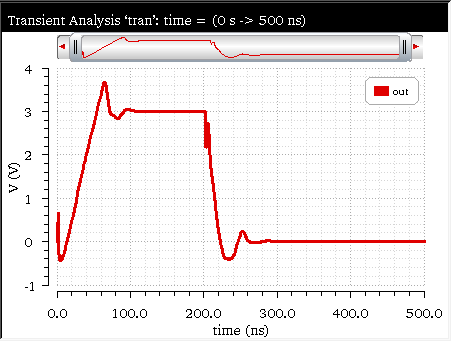 Transient Analysis ‘tran’: time = (0 s -> 500 ns)
out
V (V)
4
3
2
1
0
-1
0.0 100.0 200.0 300.0 400.0 500.0
time (ns)